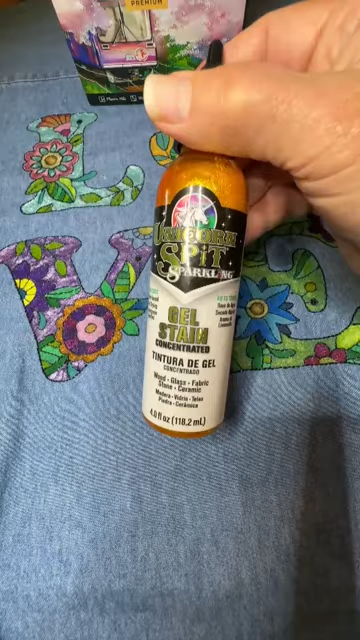 PREMIUM
UNICORN
SPiT
SPARKLING
GEL
STAIN
CONCENTRATED
TINTURA DE GEL
CONCENTRADO
Wood • Glass • Fabric
Stone • Ceramic
Madera • Vidrio • Telas
Piedra • Cerámica
4.0 fl oz (118.2 mL)